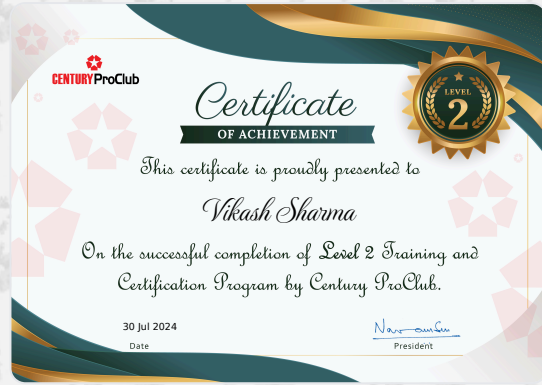 CENTURY ProClub
Certificate
OF ACHIEVEMENT
LEVEL
2
This certificate is proudly presented to
Vikash Sharma
On the successful completion of Level 2 Training and
Certification Program by Century ProClub.
30 Jul 2024
Date
President